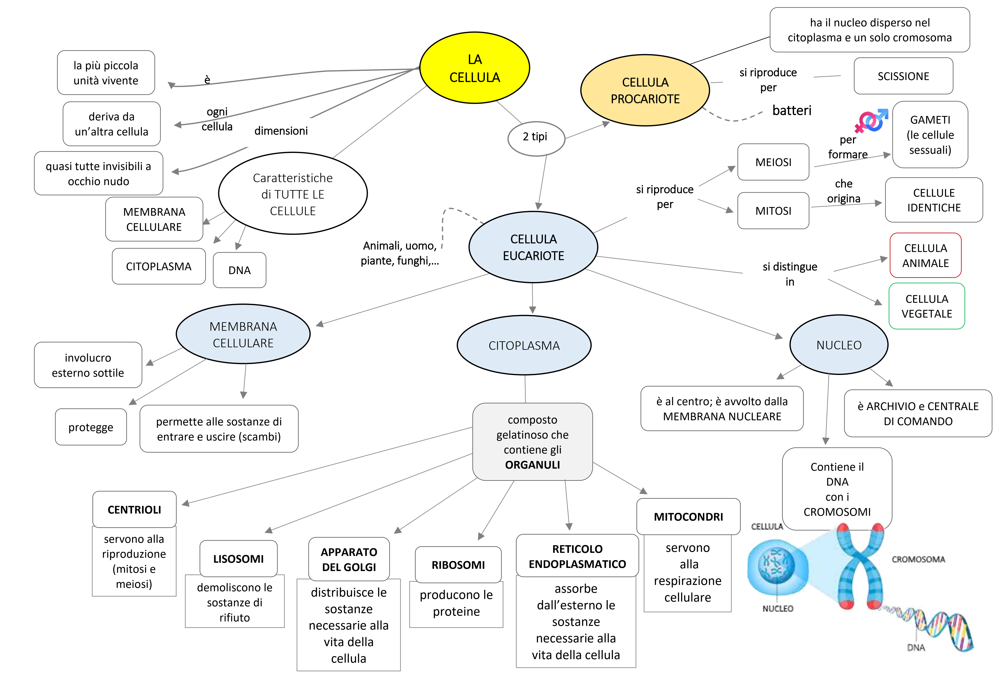 LA
CELLULA
è
la più piccola
unità vivente
ogni
cellula
deriva da
un’altra cellula
dimensioni
quasi tutte invisibili a
occhio nudo
Caratteristiche
di TUTTE LE
CELLULE
MEMBRANA
CELLULARE
CITOPLASMA
DNA
2 tipi
CELLULA
PROCARIOTE
ha il nucleo disperso nel
citoplasma e un solo cromosoma
si riproduce
per
SCISSIONE
batteri
CELLULA
EUCARIOTE
Animali, uomo,
piante, funghi,...
si riproduce
per
MEIOSI
per
formare
GAMETI
(le cellule
sessuali)
MITOSI
che
origina
CELLULE
IDENTICHE
si distingue
in
CELLULA
ANIMALE
CELLULA
VEGETALE
MEMBRANA
CELLULARE
involucro
esterno sottile
protegge
permette alle sostanze di
entrare e uscire (scambi)
CITOPLASMA
composto
gelatinoso che
contiene gli
ORGANULI
NUCLEO
è al centro; è avvolto dalla
MEMBRANA NUCLEARE
è ARCHIVIO e CENTRALE
DI COMANDO
Contiene il
DNA
con i
CROMOSOMI
CENTRIOLI
servono alla
riproduzione
(mitosi e
meiosi)
LISOSOMI
demoliscono le
sostanze di
rifiuto
APPARATO
DEL GOLGI
distribuisce le
sostanze
necessarie alla
vita della
cellula
RIBOSOMI
producono le
proteine
RETICOLO
ENDOPLASMATICO
assorbe
dall’esterno le
sostanze
necessarie alla
vita della cellula
MITOCONDRI
servono
alla
respirazione
cellulare
CELLULA
CROMOSOMA
NUCLEO
DNA